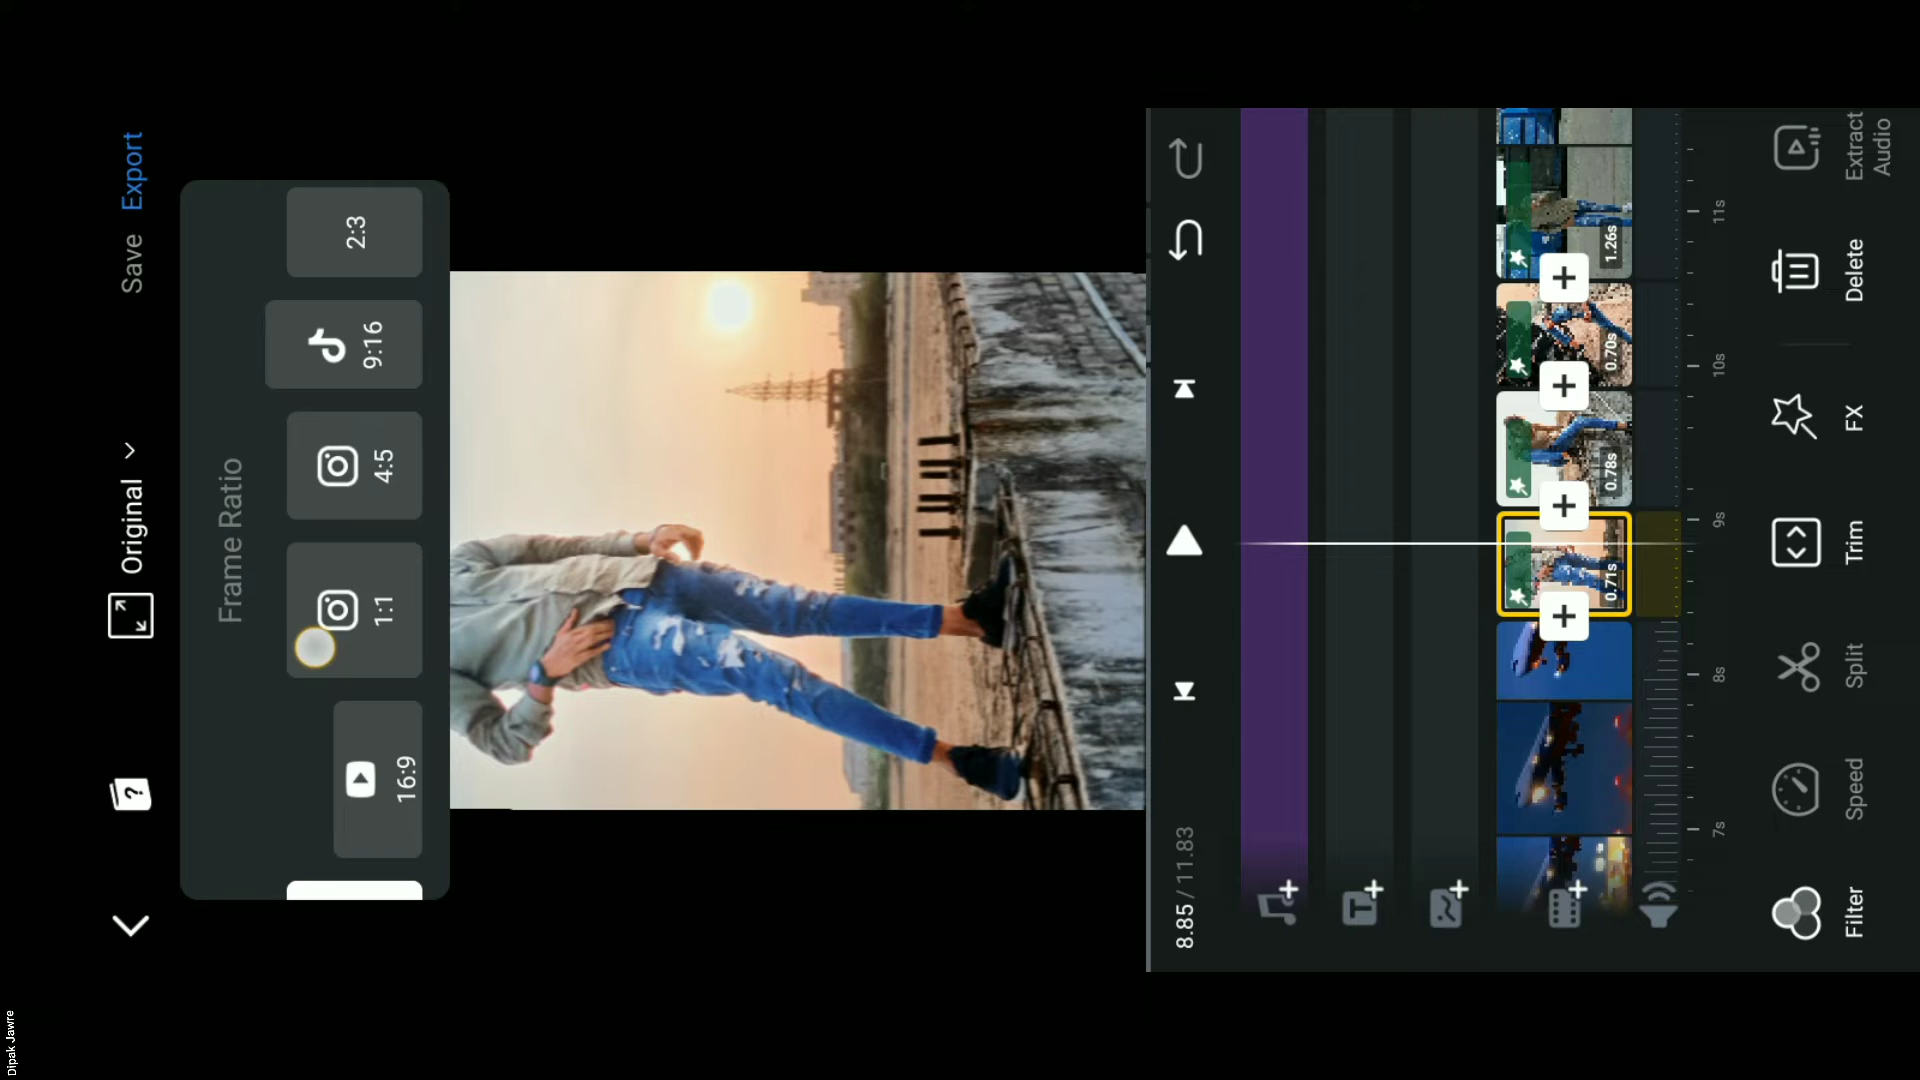 Original
Save
Export
Frame Ratio
16:9
1:1
4:5
9:16
2:3
8.85 / 11.83
0.71s
0.78s
0.70s
1.26s
7s
8s
9s
10s
11s
Filter
Speed
Split
Trim
FX
Delete
Extract
Audio
Dipak Jawre